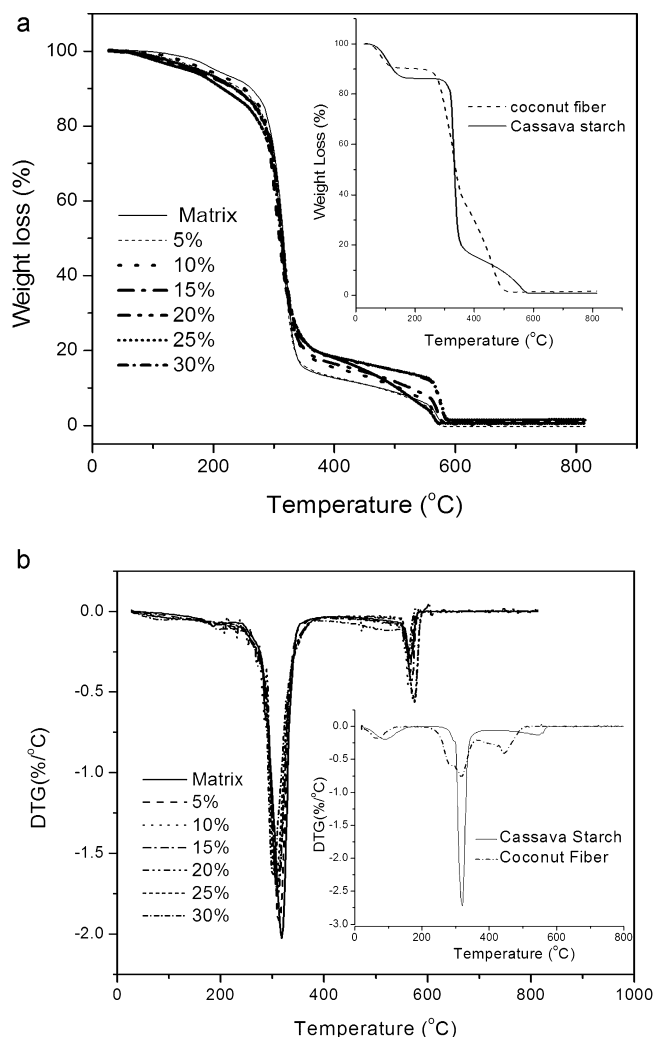 a
100
80
60
40
20
0
Weight loss (%)
Matrix
5%
10%
15%
20%
25%
30%
0 200 400 600 800
Temperature (°C)
100
80
60
40
20
0
Weight Loss (%)
coconut fiber
Cassava starch
0 200 400 600 800
Temperature (°C)
b
0.0
-0.5
-1.0
-1.5
-2.0
DTG(%/°C)
Matrix
5%
10%
15%
20%
25%
30%
0 200 400 600 800 1000
Temperature (°C)
0.0
-0.5
-1.0
-1.5
-2.0
-2.5
-3.0
DTG(%/°C)
Cassava Starch
Coconut Fiber
0 200 400 600 800
Temperature (°C)